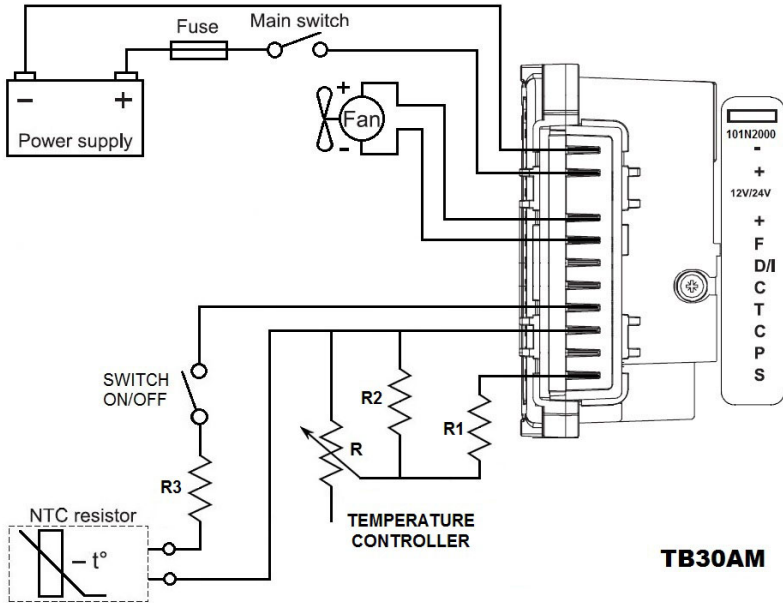 Fuse
Main switch
−
+
Power supply
+
Fan
-
101N2000
-
+
12V/24V
+
F
D/I
C
T
C
P
S
SWITCH
ON/OFF
R3
R
R2
R1
NTC resistor
– t°
TEMPERATURE
CONTROLLER
TB30AM